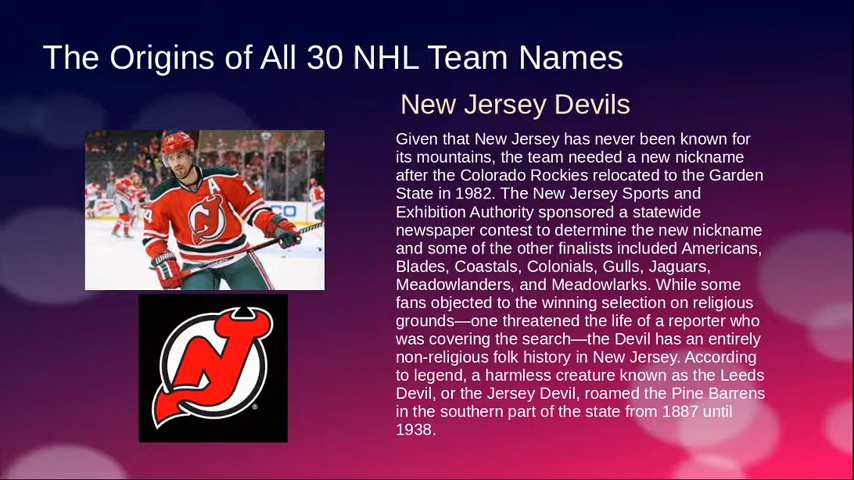 The Origins of All 30 NHL Team Names
New Jersey Devils
Given that New Jersey has never been known for
its mountains, the team needed a new nickname
after the Colorado Rockies relocated to the Garden
State in 1982. The New Jersey Sports and
Exhibition Authority sponsored a statewide
newspaper contest to determine the new nickname
and some of the other finalists included Americans,
Blades, Coastals, Colonials, Gulls, Jaguars,
Meadowlanders, and Meadowlarks. While some
fans objected to the winning selection on religious
grounds—one threatened the life of a reporter who
was covering the search—the Devil has an entirely
non-religious folk history in New Jersey. According
to legend, a harmless creature known as the Leeds
Devil, or the Jersey Devil, roamed the Pine Barrens
in the southern part of the state from 1887 until
1938.
A
NJ
®